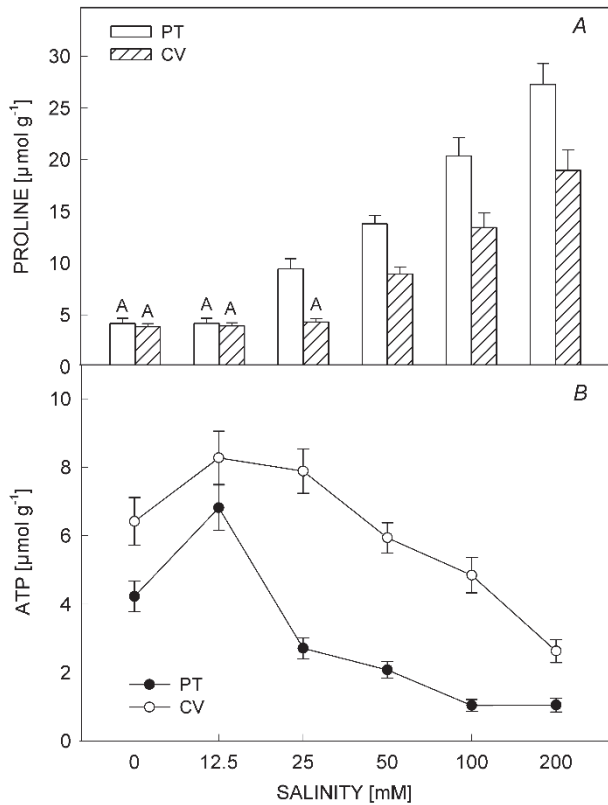 A
PT
CV
30
25
20
15
10
5
0
PROLINE [µmol g⁻¹]
A A A A A
B
10
8
6
4
2
0
ATP [µmol g⁻¹]
PT
CV
0 12.5 25 50 100 200
SALINITY [mM]